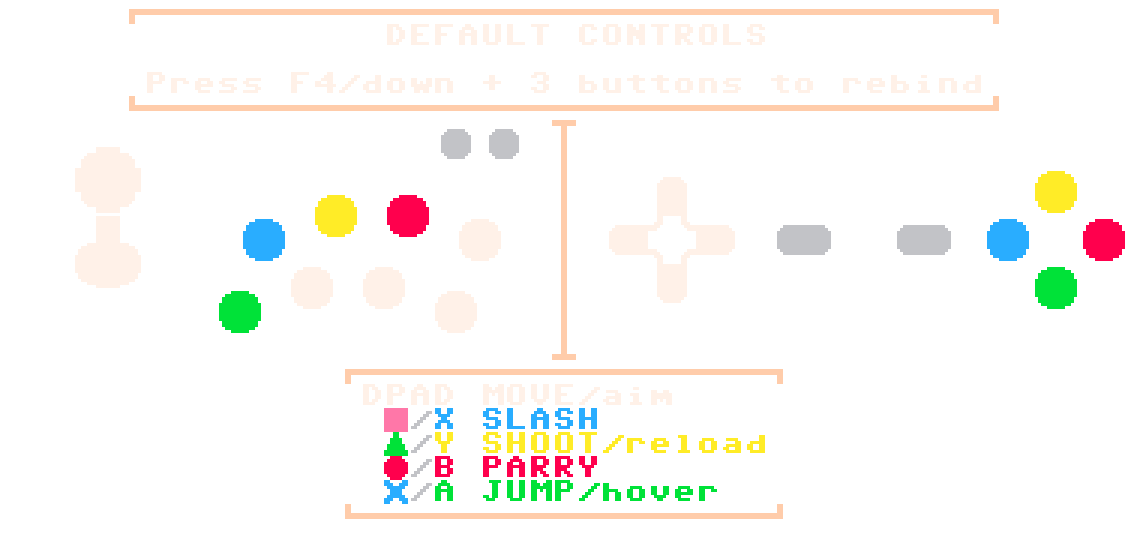 DEFAULT CONTROLS
Press F4/down + 3 buttons to rebind
DPAD MOVE/aim
/X SLASH
/Y SHOOT/reload
/B PARRY
/A JUMP/hover